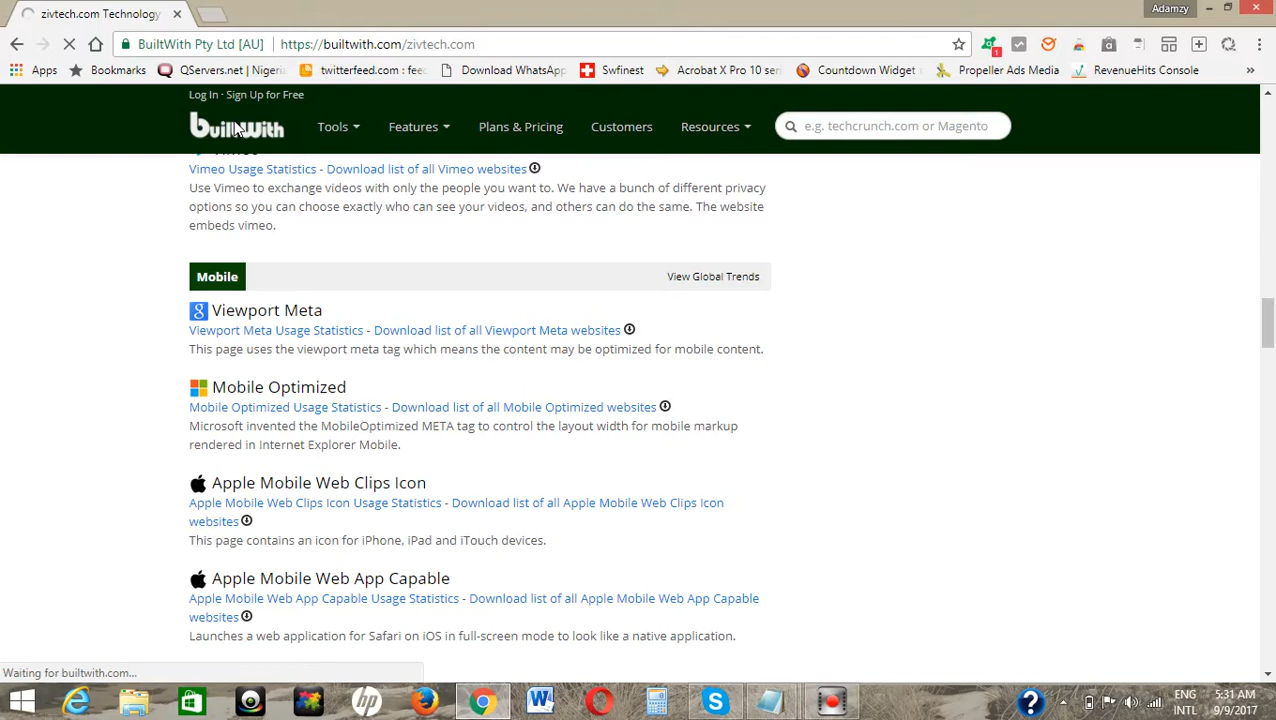 zivtech.com Technology
Adamzy
BuiltWith Pty Ltd [AU]
https://builtwith.com/zivtech.com
1
Apps
Bookmarks
QServers.net | Nigeri
twitterfeed.com : fee
Download WhatsApp
Swfinest
Acrobat X Pro 10 seri
Countdown Widget
Propeller Ads Media
RevenueHits Console
»
Log In · Sign Up for Free
builtwith
Tools
Features
Plans & Pricing
Customers
Resources
e.g. techcrunch.com or Magento
Vimeo Usage Statistics - Download list of all Vimeo websites
Use Vimeo to exchange videos with only the people you want to. We have a bunch of different privacy
options so you can choose exactly who can see your videos, and others can do the same. The website
embeds vimeo.
Mobile
View Global Trends
Viewport Meta
Viewport Meta Usage Statistics - Download list of all Viewport Meta websites
This page uses the viewport meta tag which means the content may be optimized for mobile content.
Mobile Optimized
Mobile Optimized Usage Statistics - Download list of all Mobile Optimized websites
Microsoft invented the MobileOptimized META tag to control the layout width for mobile markup
rendered in Internet Explorer Mobile.
Apple Mobile Web Clips Icon
Apple Mobile Web Clips Icon Usage Statistics - Download list of all Apple Mobile Web Clips Icon
websites
This page contains an icon for iPhone, iPad and iTouch devices.
Apple Mobile Web App Capable
Apple Mobile Web App Capable Usage Statistics - Download list of all Apple Mobile Web App Capable
websites
Launches a web application for Safari on iOS in full-screen mode to look like a native application.
Waiting for builtwith.com...
ENG
INTL
5:31 AM
9/9/2017